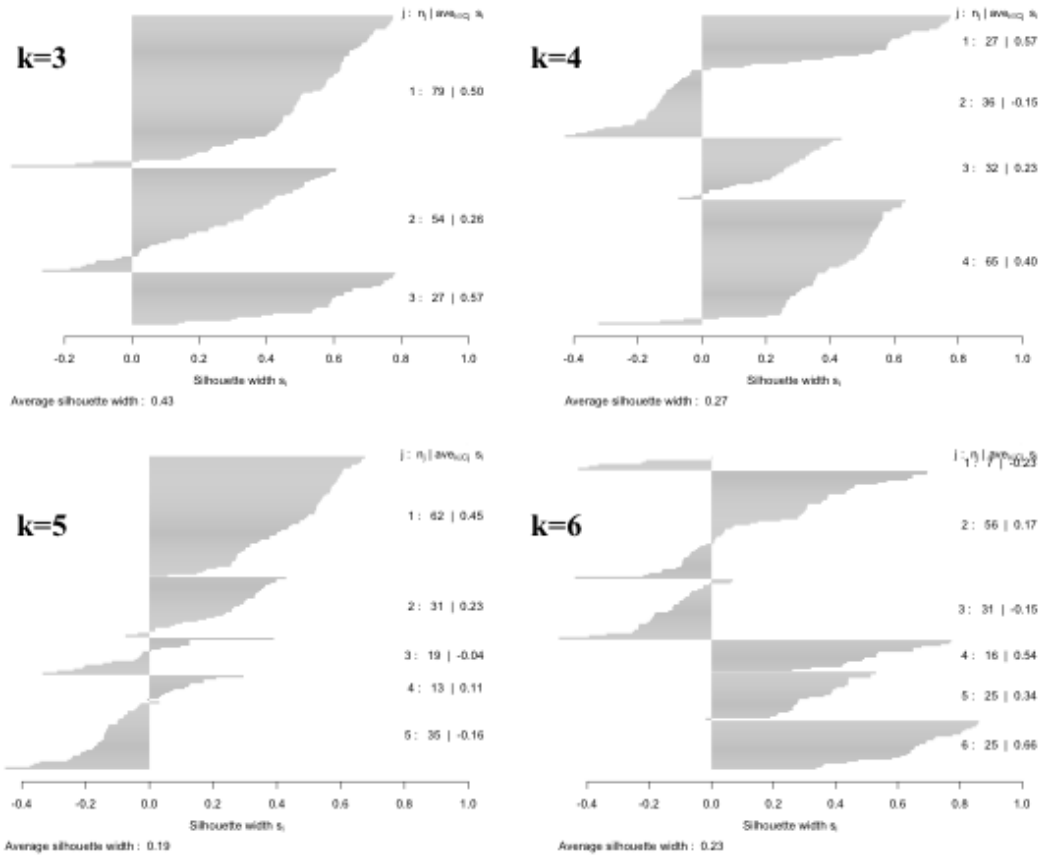 j : nj | avei∈Cj si
k=3
1 : 79 | 0.50
2 : 54 | 0.26
3 : 27 | 0.57
-0.2 0.0 0.2 0.4 0.6 0.8 1.0
Silhouette width si
Average silhouette width : 0.43
j : nj | avei∈Cj si
k=4
1 : 27 | 0.57
2 : 36 | -0.15
3 : 32 | 0.23
4 : 65 | 0.40
-0.4 -0.2 0.0 0.2 0.4 0.6 0.8 1.0
Silhouette width si
Average silhouette width : 0.27
j : nj | avei∈Cj si
k=5
1 : 62 | 0.45
2 : 31 | 0.23
3 : 19 | -0.04
4 : 13 | 0.11
5 : 35 | -0.16
-0.4 -0.2 0.0 0.2 0.4 0.6 0.8 1.0
Silhouette width si
Average silhouette width : 0.19
j : nj | avei∈Cj si
1 : 7 | -0.23
k=6
2 : 56 | 0.17
3 : 31 | -0.15
4 : 16 | 0.54
5 : 25 | 0.34
6 : 25 | 0.66
-0.4 -0.2 0.0 0.2 0.4 0.6 0.8 1.0
Silhouette width si
Average silhouette width : 0.23